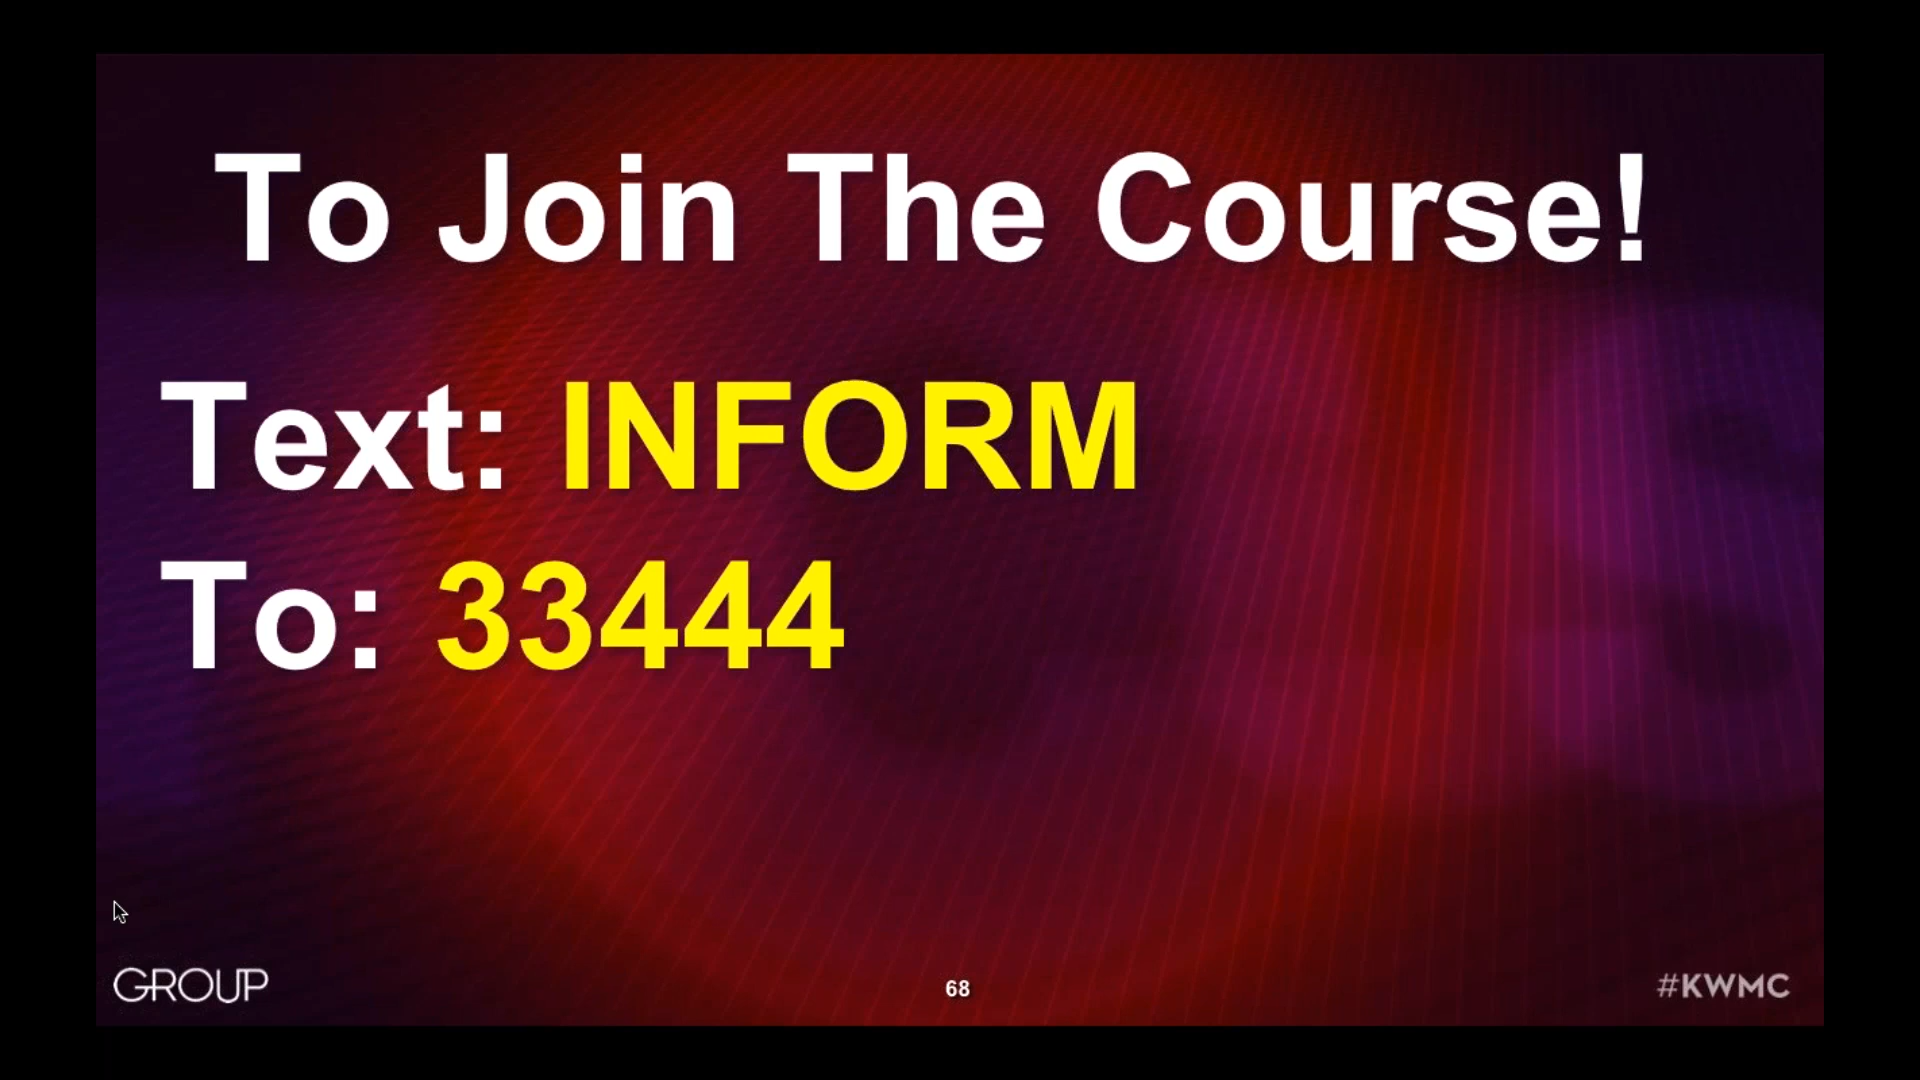 To Join The Course!
Text: INFORM
To: 33444
GROUP
68
#KWMC